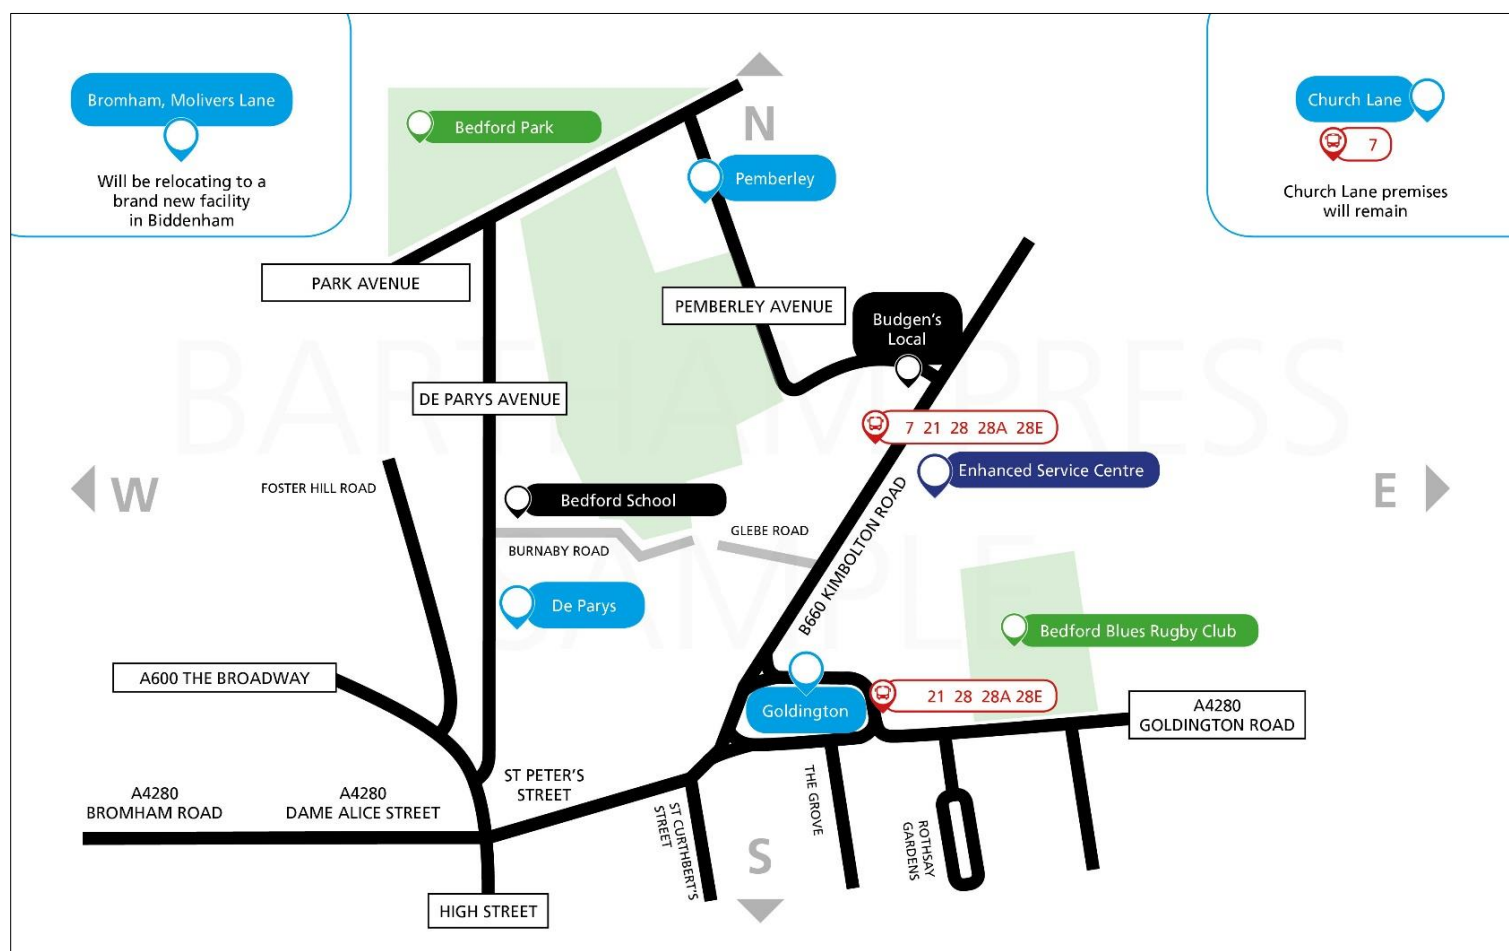 Bromham, Molivers Lane
Will be relocating to a
brand new facility
in Biddenham
Bedford Park
N
Pemberley
Church Lane
7
Church Lane premises
will remain
PARK AVENUE
PEMBERLEY AVENUE
Budgen's
Local
BARTHAM PRESS
SAMPLE
DE PARYS AVENUE
7 21 28 28A 28E
Enhanced Service Centre
W
FOSTER HILL ROAD
Bedford School
E
BURNABY ROAD
GLEBE ROAD
B660 KIMBOLTON ROAD
De Parys
Bedford Blues Rugby Club
A600 THE BROADWAY
Goldington
21 28 28A 28E
A4280
GOLDINGTON ROAD
ST PETER'S
STREET
A4280
BROMHAM ROAD
A4280
DAME ALICE STREET
ST CURTHBERT'S
STREET
THE GROVE
ROTHSAY
GARDENS
S
HIGH STREET